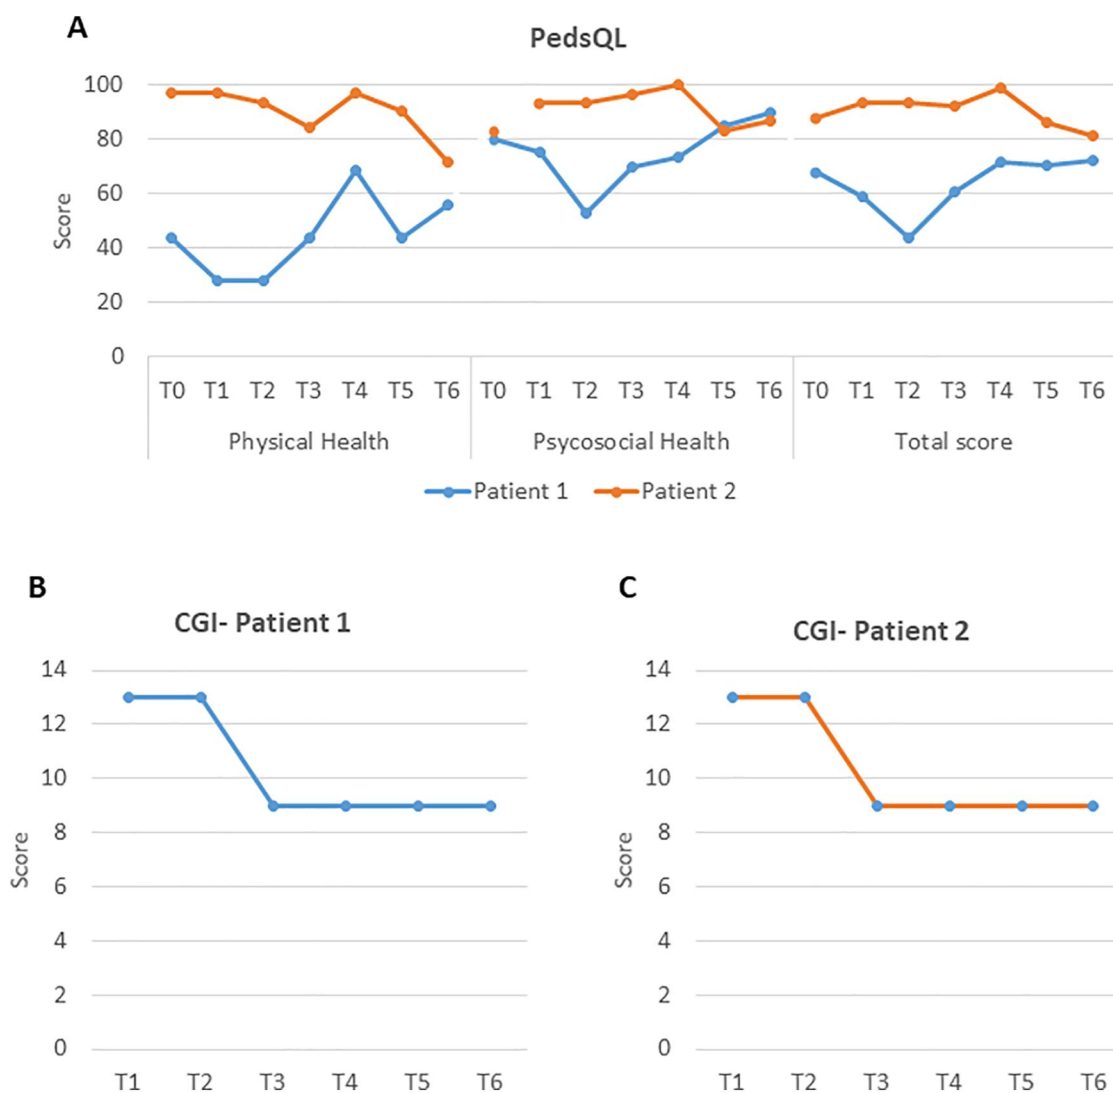 A
PedsQL
100
80
60
40
20
0
Score
T0 T1 T2 T3 T4 T5 T6 T0 T1 T2 T3 T4 T5 T6 T0 T1 T2 T3 T4 T5 T6
Physical Health Psycosocial Health Total score
Patient 1 Patient 2
B
CGI- Patient 1
14
12
10
8
6
4
2
0
Score
T1 T2 T3 T4 T5 T6
C
CGI- Patient 2
14
12
10
8
6
4
2
0
Score
T1 T2 T3 T4 T5 T6